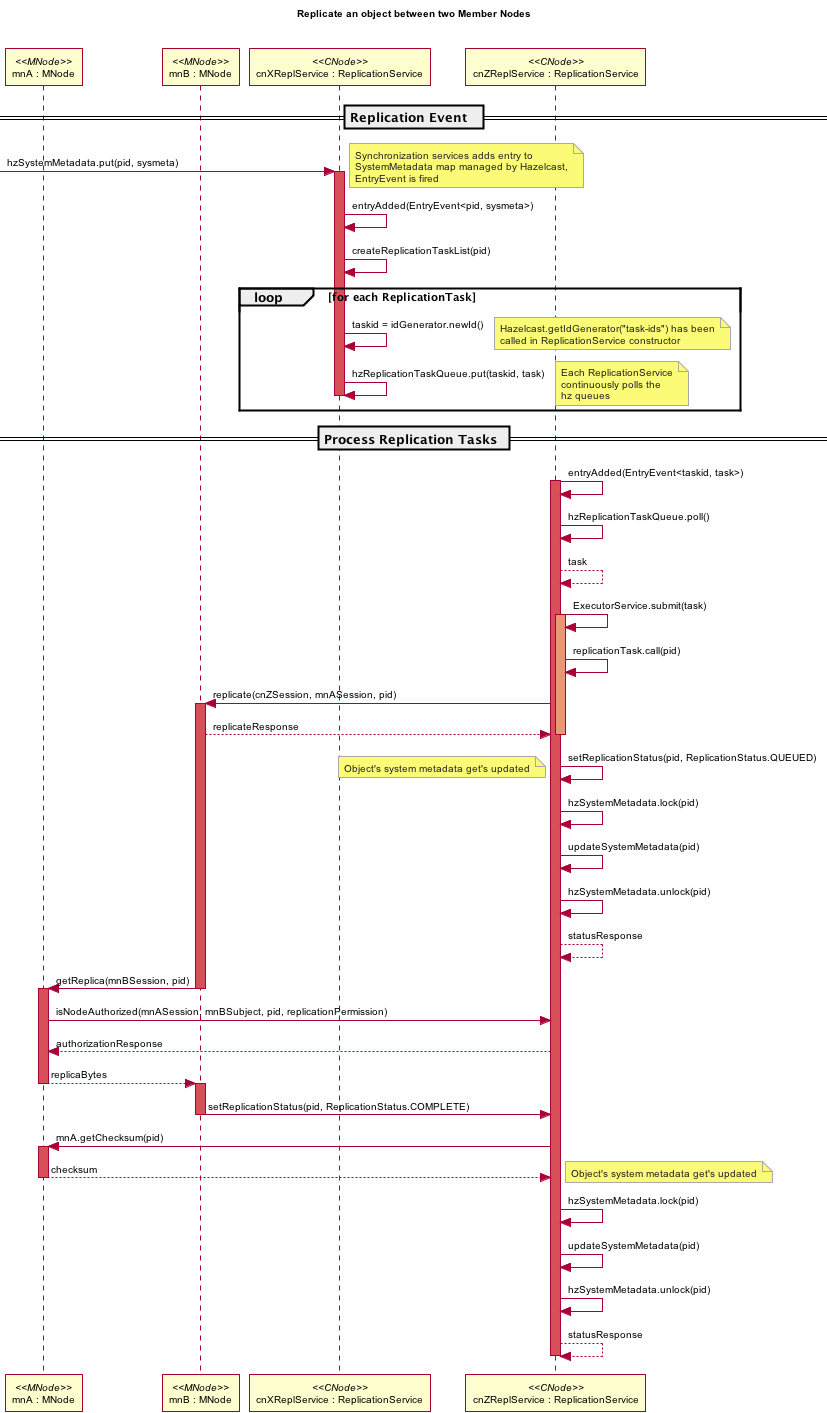 Replicate an object between two Member Nodes
<<MNode>>
mnA : MNode
<<MNode>>
mnB : MNode
<<CNode>>
cnXReplService : ReplicationService
<<CNode>>
cnZReplService : ReplicationService
Replication Event
hzSystemMetadata.put(pid, sysmeta)
Synchronization services adds entry to
SystemMetadata map managed by Hazelcast,
EntryEvent is fired
entryAdded(EntryEvent<pid, sysmeta>)
createReplicationTaskList(pid)
loop
[for each ReplicationTask]
taskid = idGenerator.newId()
Hazelcast.getIdGenerator("task-ids") has been
called in ReplicationService constructor
hzReplicationTaskQueue.put(taskid, task)
Each ReplicationService
continuously polls the
hz queues
Process Replication Tasks
entryAdded(EntryEvent<taskid, task>)
hzReplicationTaskQueue.poll()
task
ExecutorService.submit(task)
replicationTask.call(pid)
replicate(cnZSession, mnASession, pid)
replicateResponse
setReplicationStatus(pid, ReplicationStatus.QUEUED)
Object's system metadata get's updated
hzSystemMetadata.lock(pid)
updateSystemMetadata(pid)
hzSystemMetadata.unlock(pid)
statusResponse
getReplica(mnBSession, pid)
isNodeAuthorized(mnASession, mnBSubject, pid, replicationPermission)
authorizationResponse
replicaBytes
setReplicationStatus(pid, ReplicationStatus.COMPLETE)
mnA.getChecksum(pid)
checksum
Object's system metadata get's updated
hzSystemMetadata.lock(pid)
updateSystemMetadata(pid)
hzSystemMetadata.unlock(pid)
statusResponse
<<MNode>>
mnA : MNode
<<MNode>>
mnB : MNode
<<CNode>>
cnXReplService : ReplicationService
<<CNode>>
cnZReplService : ReplicationService